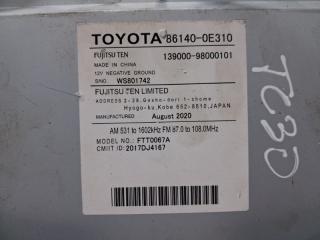 TOYOTA 86140-0E310
FUJITSU TEN 139000-98000101
MADE IN CHINA
12V NEGATIVE GROUND
SNO. WS801742
FUJITSU TEN LIMITED
ADDRESS 2-28, Gosho-dori 1-chome
Hyogo-ku, Kobe 652-8510, JAPAN
MANUFACTURED August 2020
AM 531 to 1602kHz FM 87.0 to 108.0MHz
MODEL NO.: FTT0067A
CMIIT ID: 2017DJ4167
TC30